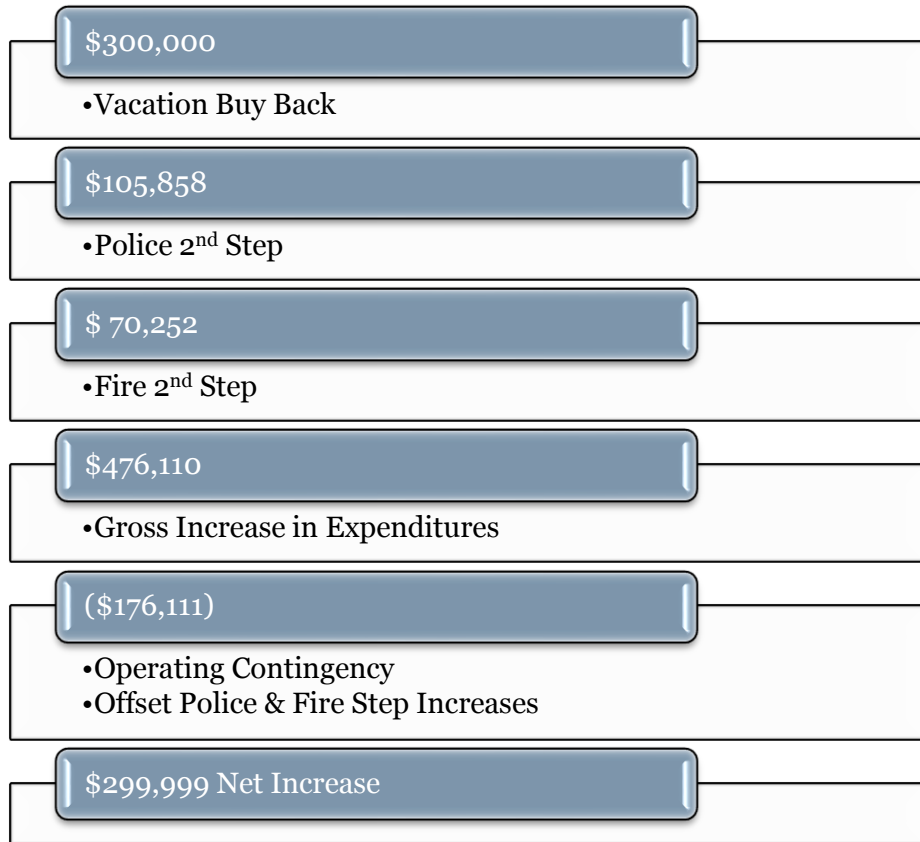 $300,000
•Vacation Buy Back
$105,858
•Police 2nd Step
$ 70,252
•Fire 2nd Step
$476,110
•Gross Increase in Expenditures
($176,111)
•Operating Contingency
•Offset Police & Fire Step Increases
$299,999 Net Increase